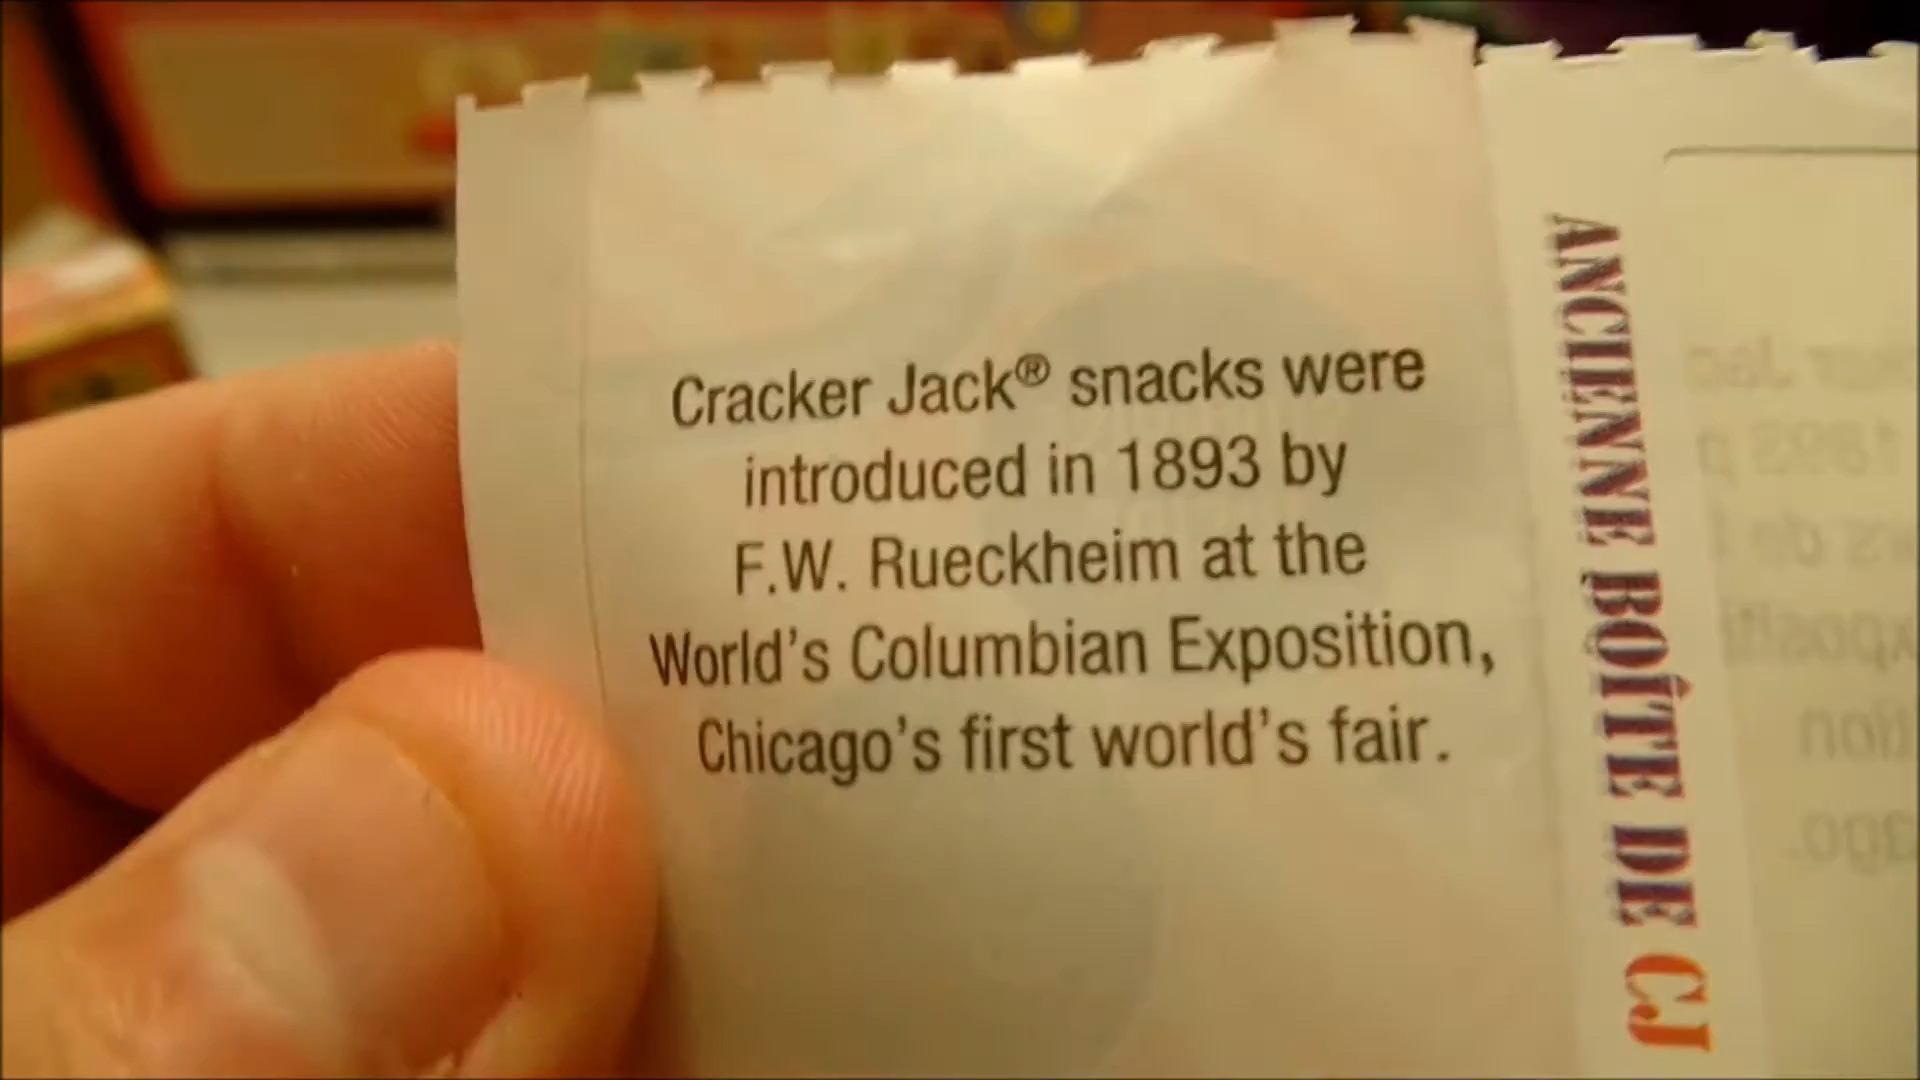 Cracker Jack® snacks were
introduced in 1893 by
F.W. Rueckheim at the
World's Columbian Exposition,
Chicago's first world's fair.
ANCIENNE BOÎTE DE CJ